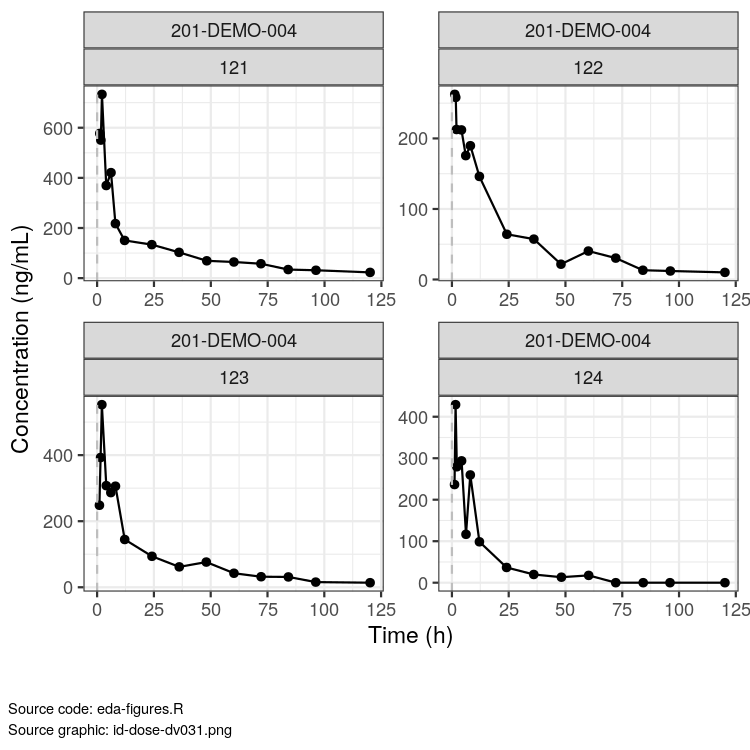 201-DEMO-004
201-DEMO-004
121
122
600
400
200
0
200
100
0
0 25 50 75 100 125
0 25 50 75 100 125
Concentration (ng/mL)
201-DEMO-004
201-DEMO-004
123
124
400
200
0
400
300
200
100
0
0 25 50 75 100 125
0 25 50 75 100 125
Time (h)
Source code: eda-figures.R
Source graphic: id-dose-dv031.png